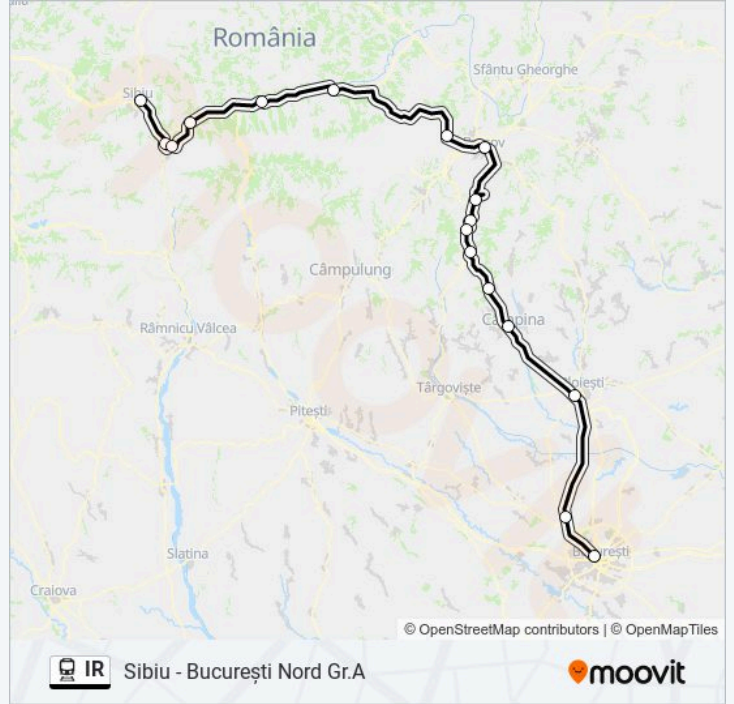 România
Sfântu Gheorghe
Sibiu
Câmpulung
Râmnicu Vâlcea
Târgoviște
Pitești
Slatina
Craiova
© OpenStreetMap contributors | © OpenMapTiles
IR Sibiu - București Nord Gr.A
moovit